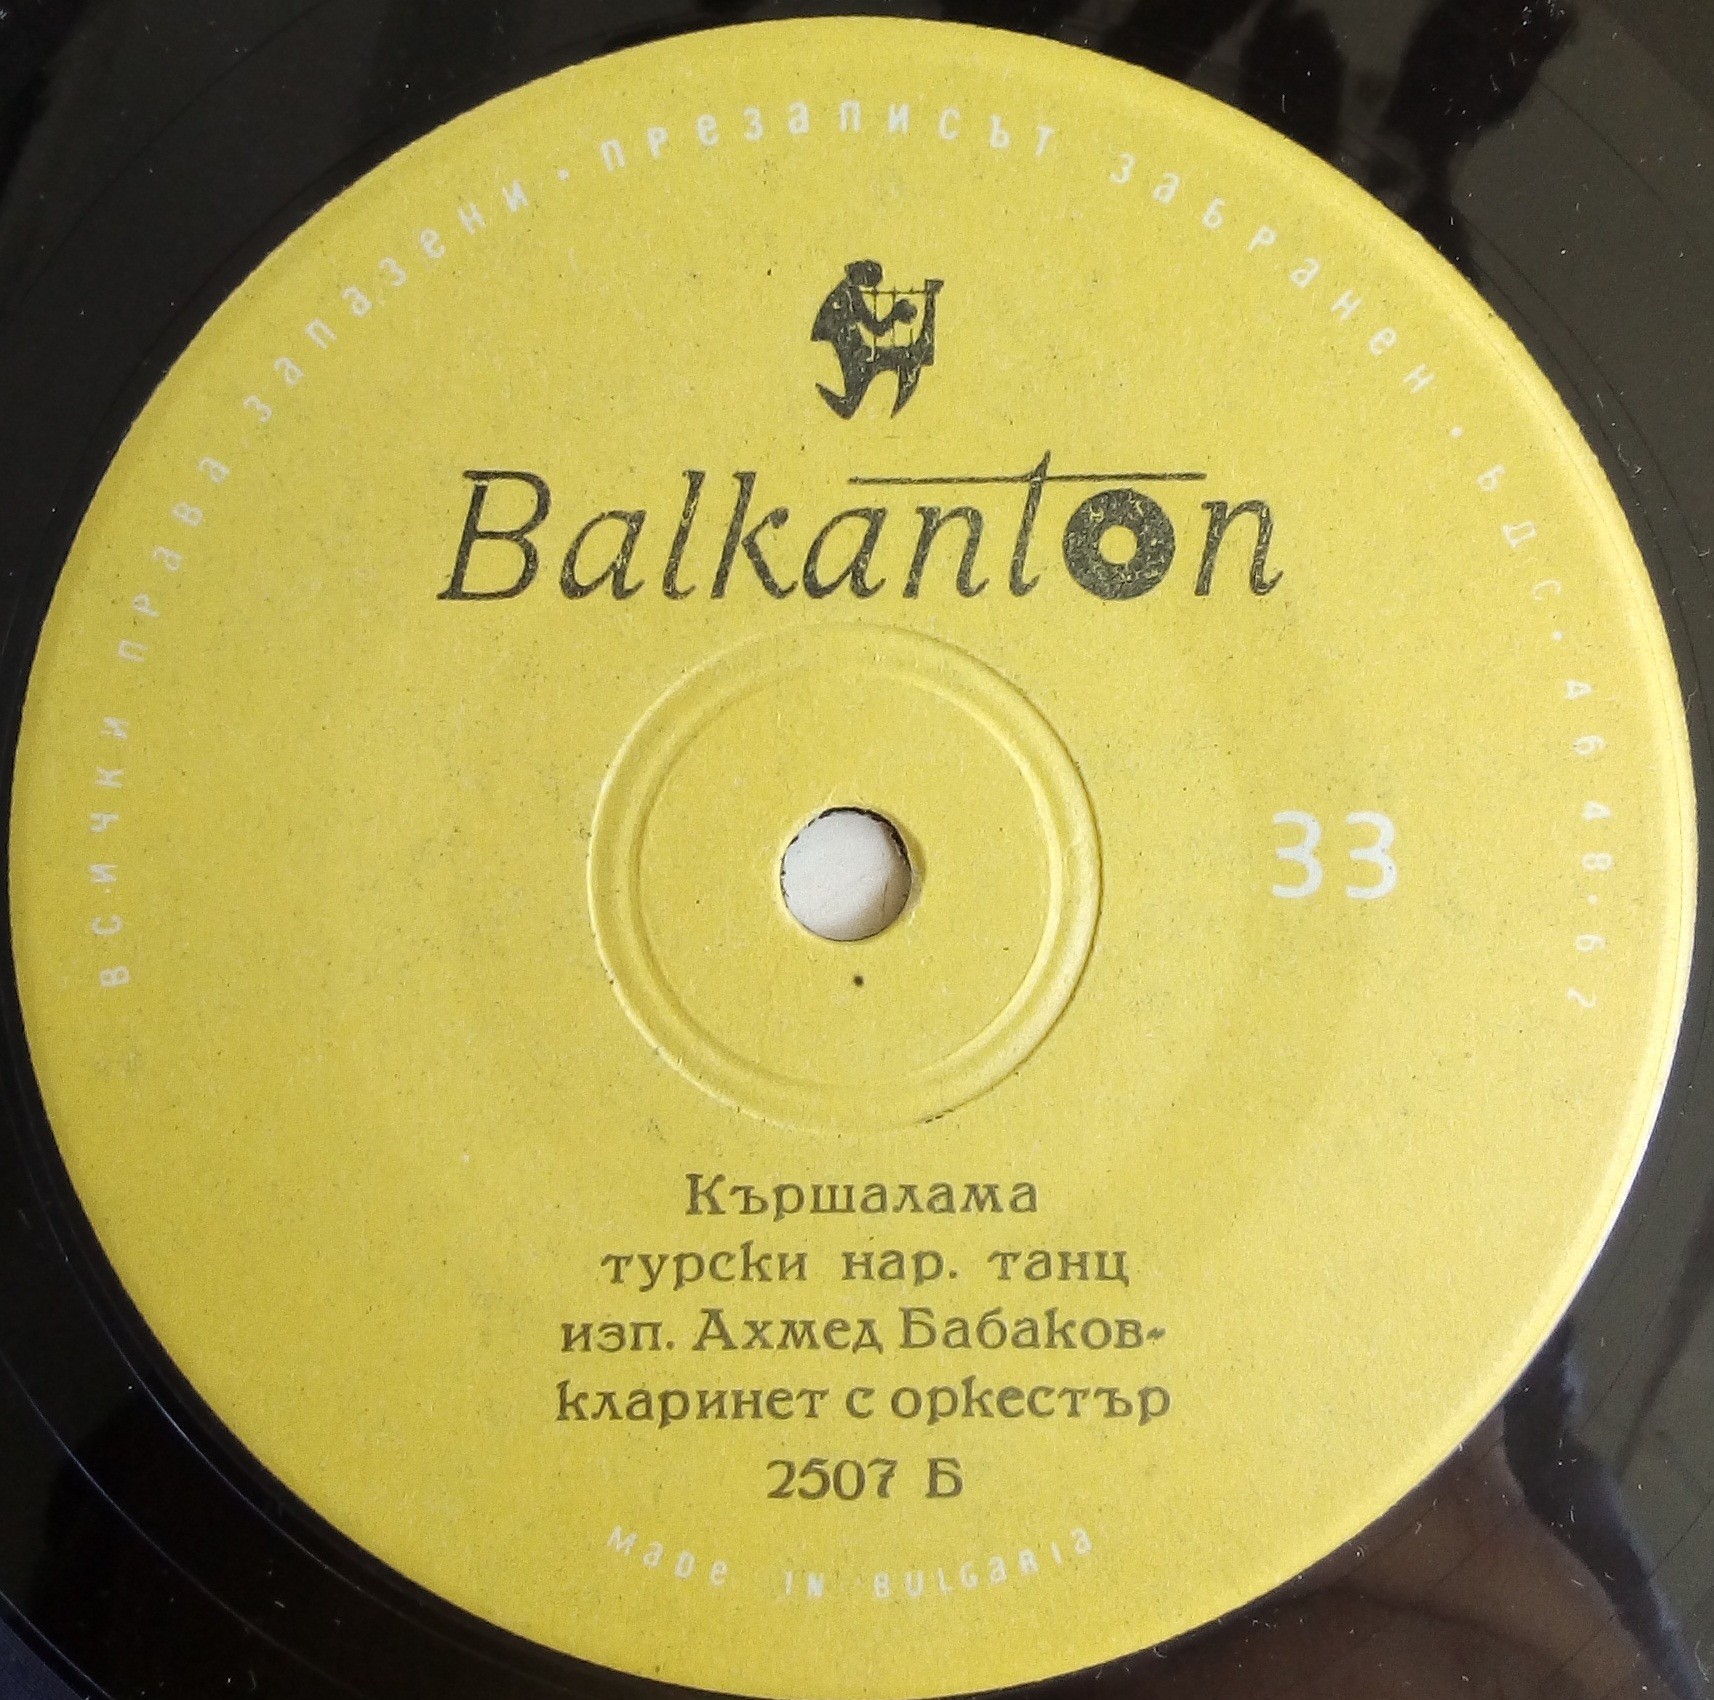 всички права запазени · презаписът забранен · БДС · 4648·62
Balkanton
33
Кършалама
турски нар. танц
изп. Ахмед Бабаков-
кларинет с оркестър
2507 Б
MADE IN BULGARIA